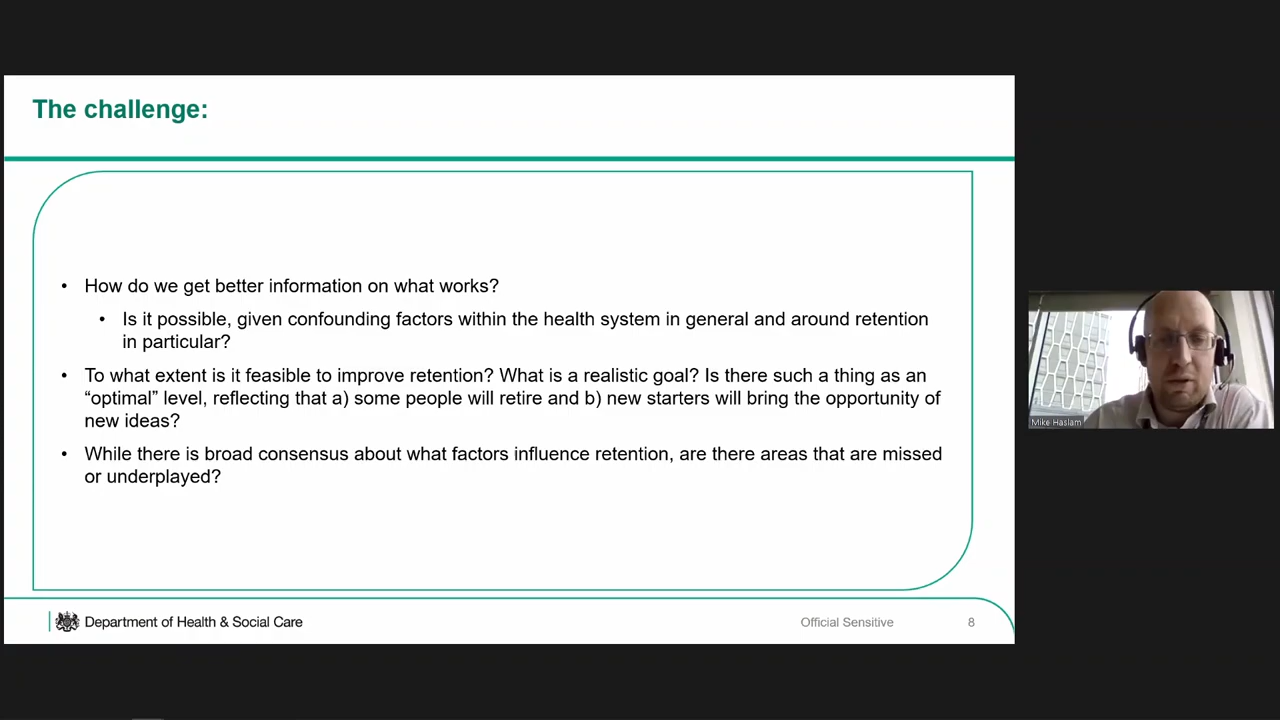 The challenge:
• How do we get better information on what works?
• Is it possible, given confounding factors within the health system in general and around retention
in particular?
• To what extent is it feasible to improve retention? What is a realistic goal? Is there such a thing as an
“optimal” level, reflecting that a) some people will retire and b) new starters will bring the opportunity of
new ideas?
• While there is broad consensus about what factors influence retention, are there areas that are missed
or underplayed?
Department of Health & Social Care
Official Sensitive
8
Mike Haslam